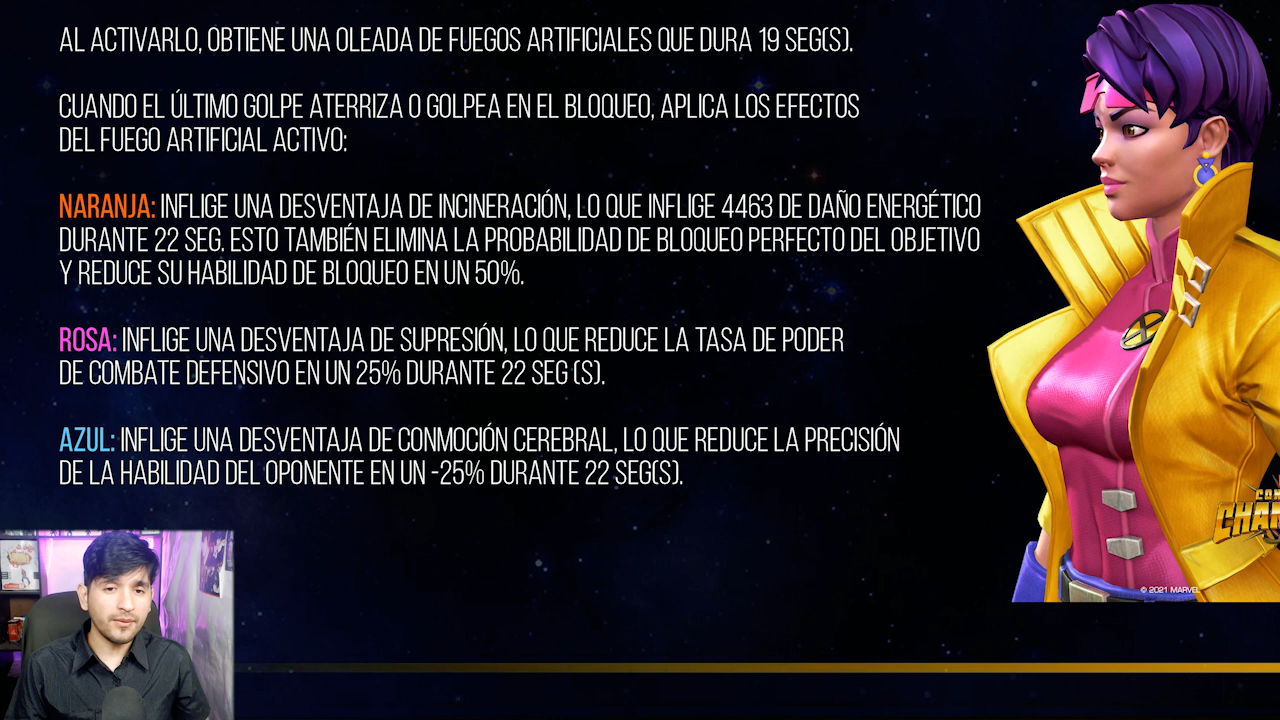 AL ACTIVARLO, OBTIENE UNA OLEADA DE FUEGOS ARTIFICIALES QUE DURA 19 SEG(S).
CUANDO EL ÚLTIMO GOLPE ATERRIZA O GOLPEA EN EL BLOQUEO, APLICA LOS EFECTOS
DEL FUEGO ARTIFICIAL ACTIVO:
NARANJA: INFLIGE UNA DESVENTAJA DE INCINERACIÓN, LO QUE INFLIGE 4463 DE DAÑO ENERGÉTICO
DURANTE 22 SEG. ESTO TAMBIÉN ELIMINA LA PROBABILIDAD DE BLOQUEO PERFECTO DEL OBJETIVO
Y REDUCE SU HABILIDAD DE BLOQUEO EN UN 50%.
ROSA: INFLIGE UNA DESVENTAJA DE SUPRESIÓN, LO QUE REDUCE LA TASA DE PODER
DE COMBATE DEFENSIVO EN UN 25% DURANTE 22 SEG (S).
AZUL: INFLIGE UNA DESVENTAJA DE CONMOCIÓN CEREBRAL, LO QUE REDUCE LA PRECISIÓN
DE LA HABILIDAD DEL OPONENTE EN UN -25% DURANTE 22 SEG(S).
© 2021 MARVEL